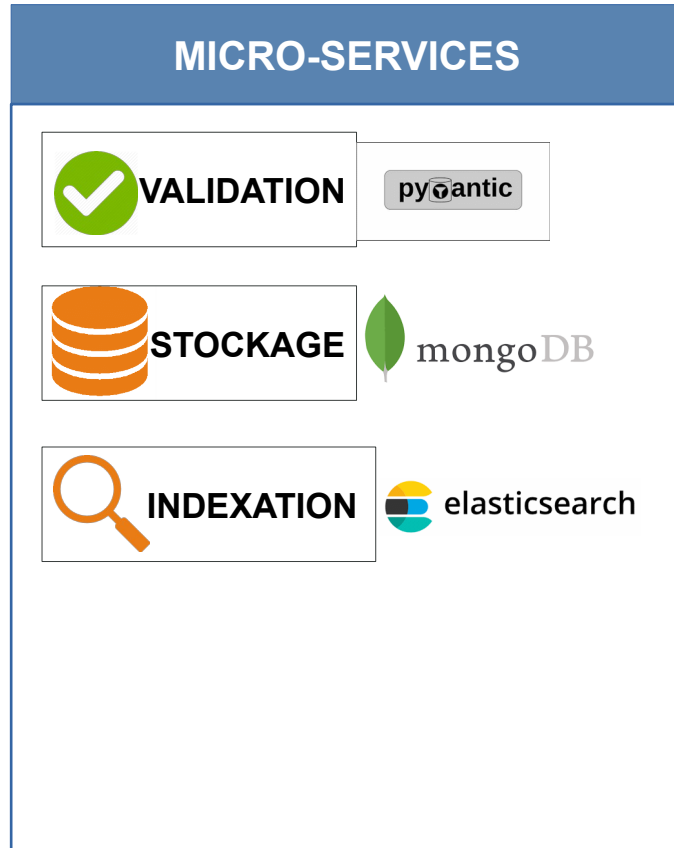 MICRO-SERVICES
VALIDATION
pydantic
STOCKAGE
mongoDB
INDEXATION
elasticsearch